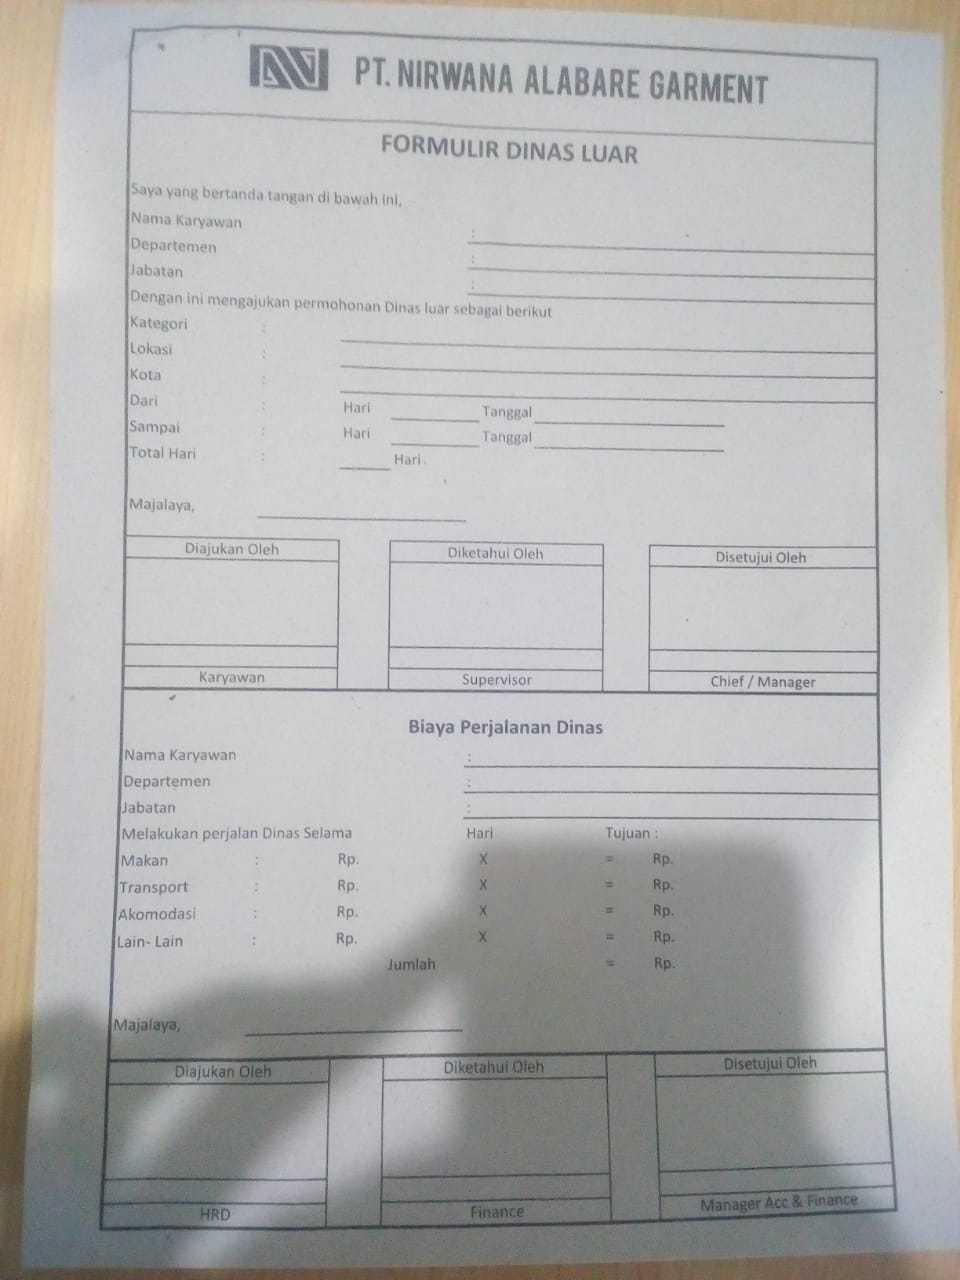 PT. NIRWANA ALABARE GARMENT
FORMULIR DINAS LUAR
Saya yang bertanda tangan di bawah ini,
Nama Karyawan :
Departemen :
Jabatan :
Dengan ini mengajukan permohonan Dinas luar sebagai berikut
Kategori :
Lokasi :
Kota :
Dari : Hari Tanggal
Sampai : Hari Tanggal
Total Hari : Hari
Majalaya,
Diajukan Oleh Diketahui Oleh Disetujui Oleh
Karyawan Supervisor Chief / Manager
Biaya Perjalanan Dinas
Nama Karyawan :
Departemen :
Jabatan :
Melakukan perjalan Dinas Selama Hari Tujuan :
Makan : Rp. X = Rp.
Transport : Rp. X = Rp.
Akomodasi : Rp. X = Rp.
Lain- Lain : Rp. X = Rp.
Jumlah = Rp.
Majalaya,
Diajukan Oleh Diketahui Oleh Disetujui Oleh
HRD Finance Manager Acc & Finance